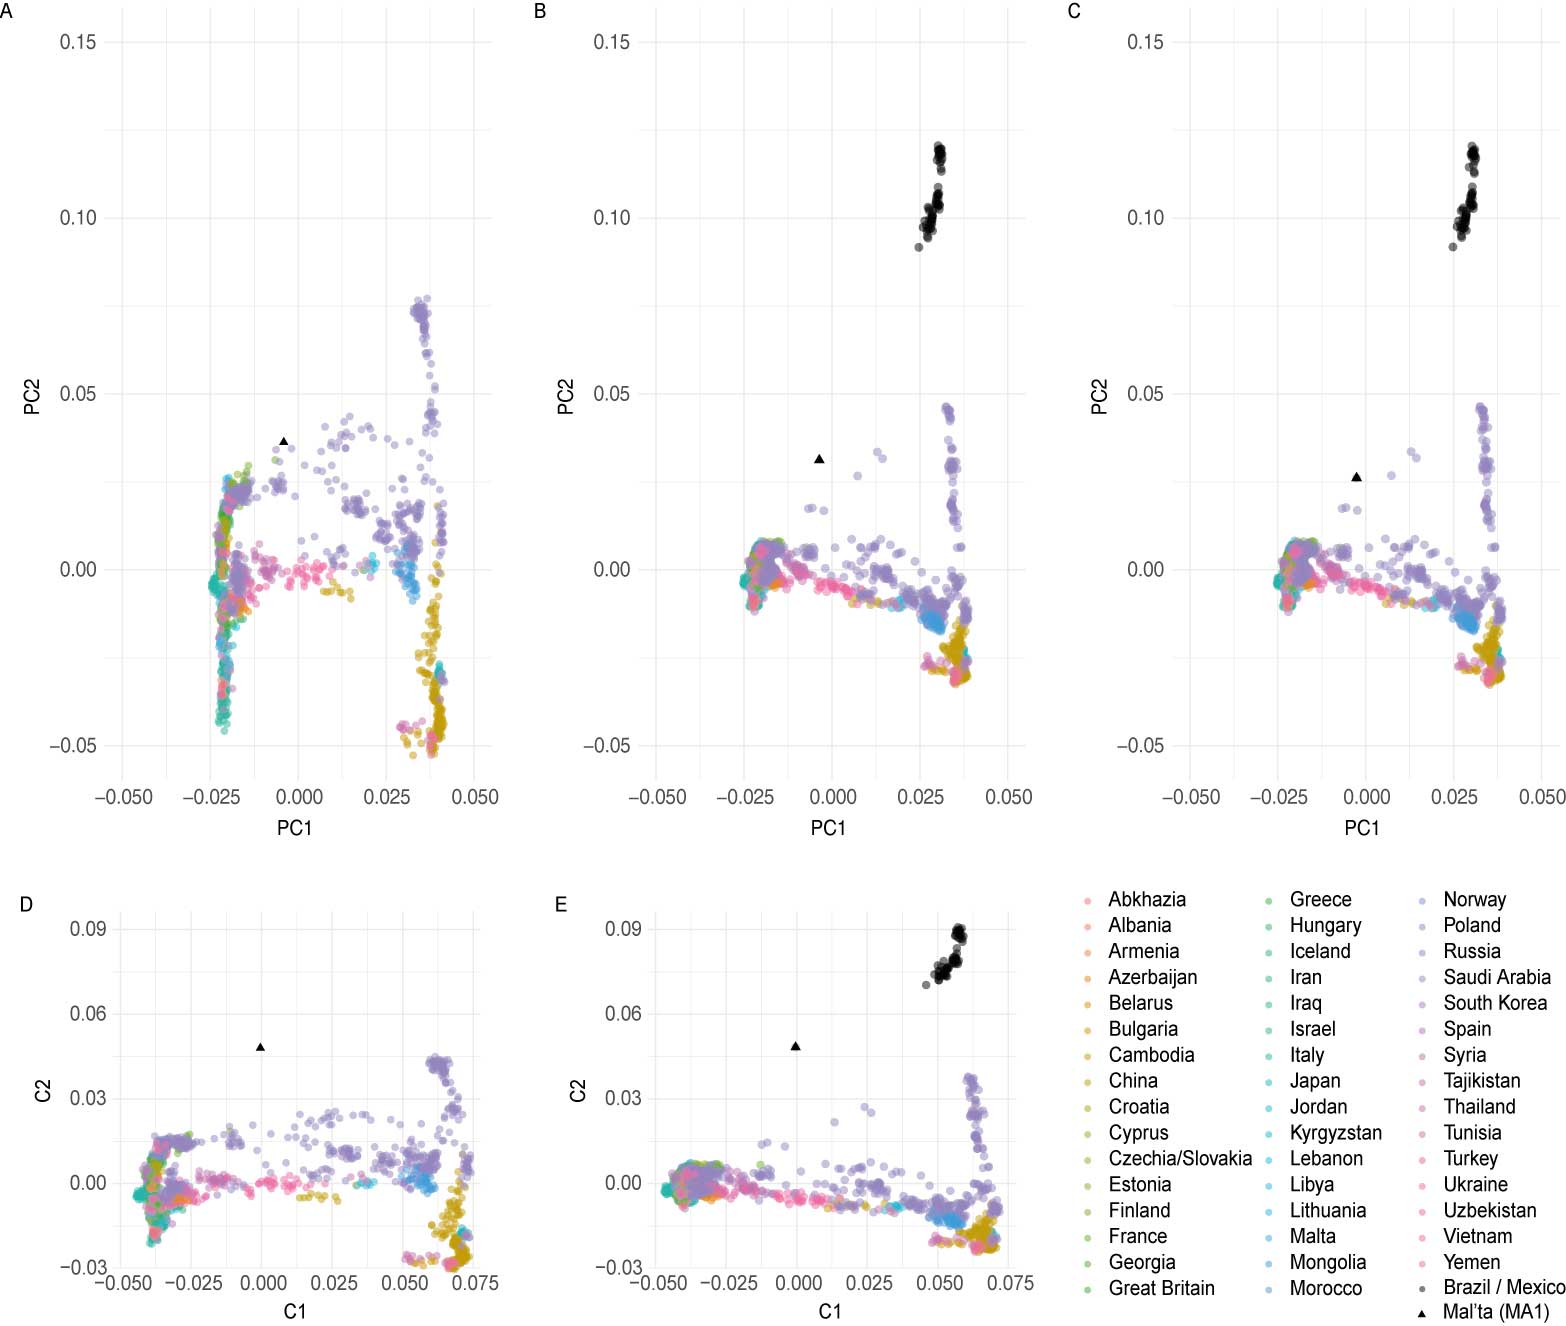 A
B
C
0.15
0.15
0.15
0.10
0.10
0.10
PC2
PC2
PC2
0.05
0.05
0.05
0.00
0.00
0.00
−0.05
−0.05
−0.05
−0.050 −0.025 0.000 0.025 0.050
−0.050 −0.025 0.000 0.025 0.050
−0.050 −0.025 0.000 0.025 0.050
PC1
PC1
PC1
D
0.09
0.06
C2
0.03
0.00
−0.03
−0.050 −0.025 0.000 0.025 0.050 0.075
C1
E
0.09
0.06
C2
0.03
0.00
−0.03
−0.050 −0.025 0.000 0.025 0.050 0.075
C1
Abkhazia
Albania
Armenia
Azerbaijan
Belarus
Bulgaria
Cambodia
China
Croatia
Cyprus
Czechia/Slovakia
Estonia
Finland
France
Georgia
Great Britain
Greece
Hungary
Iceland
Iran
Iraq
Israel
Italy
Japan
Jordan
Kyrgyzstan
Lebanon
Libya
Lithuania
Malta
Mongolia
Morocco
Norway
Poland
Russia
Saudi Arabia
South Korea
Spain
Syria
Tajikistan
Thailand
Tunisia
Turkey
Ukraine
Uzbekistan
Vietnam
Yemen
Brazil / Mexico
Mal'ta (MA1)